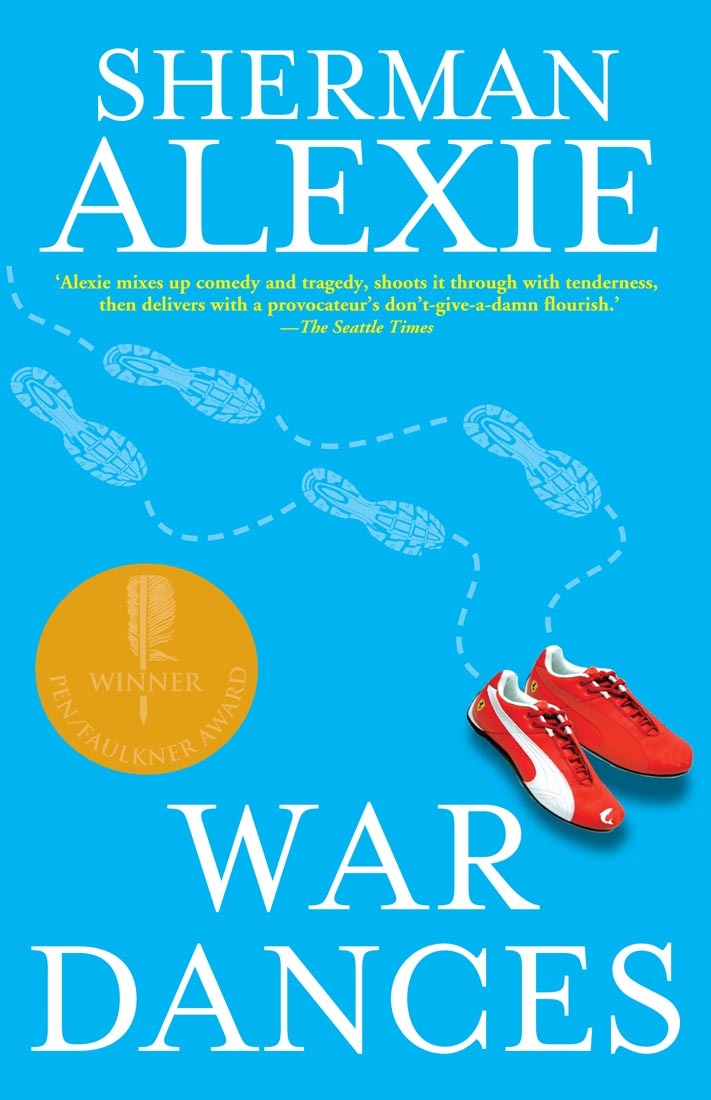 SHERMAN
ALEXIE
‘Alexie mixes up comedy and tragedy, shoots it through with tenderness,
then delivers with a provocateur’s don’t-give-a-damn flourish.’
—The Seattle Times
WINNER
PEN/FAULKNER AWARD
WAR
DANCES